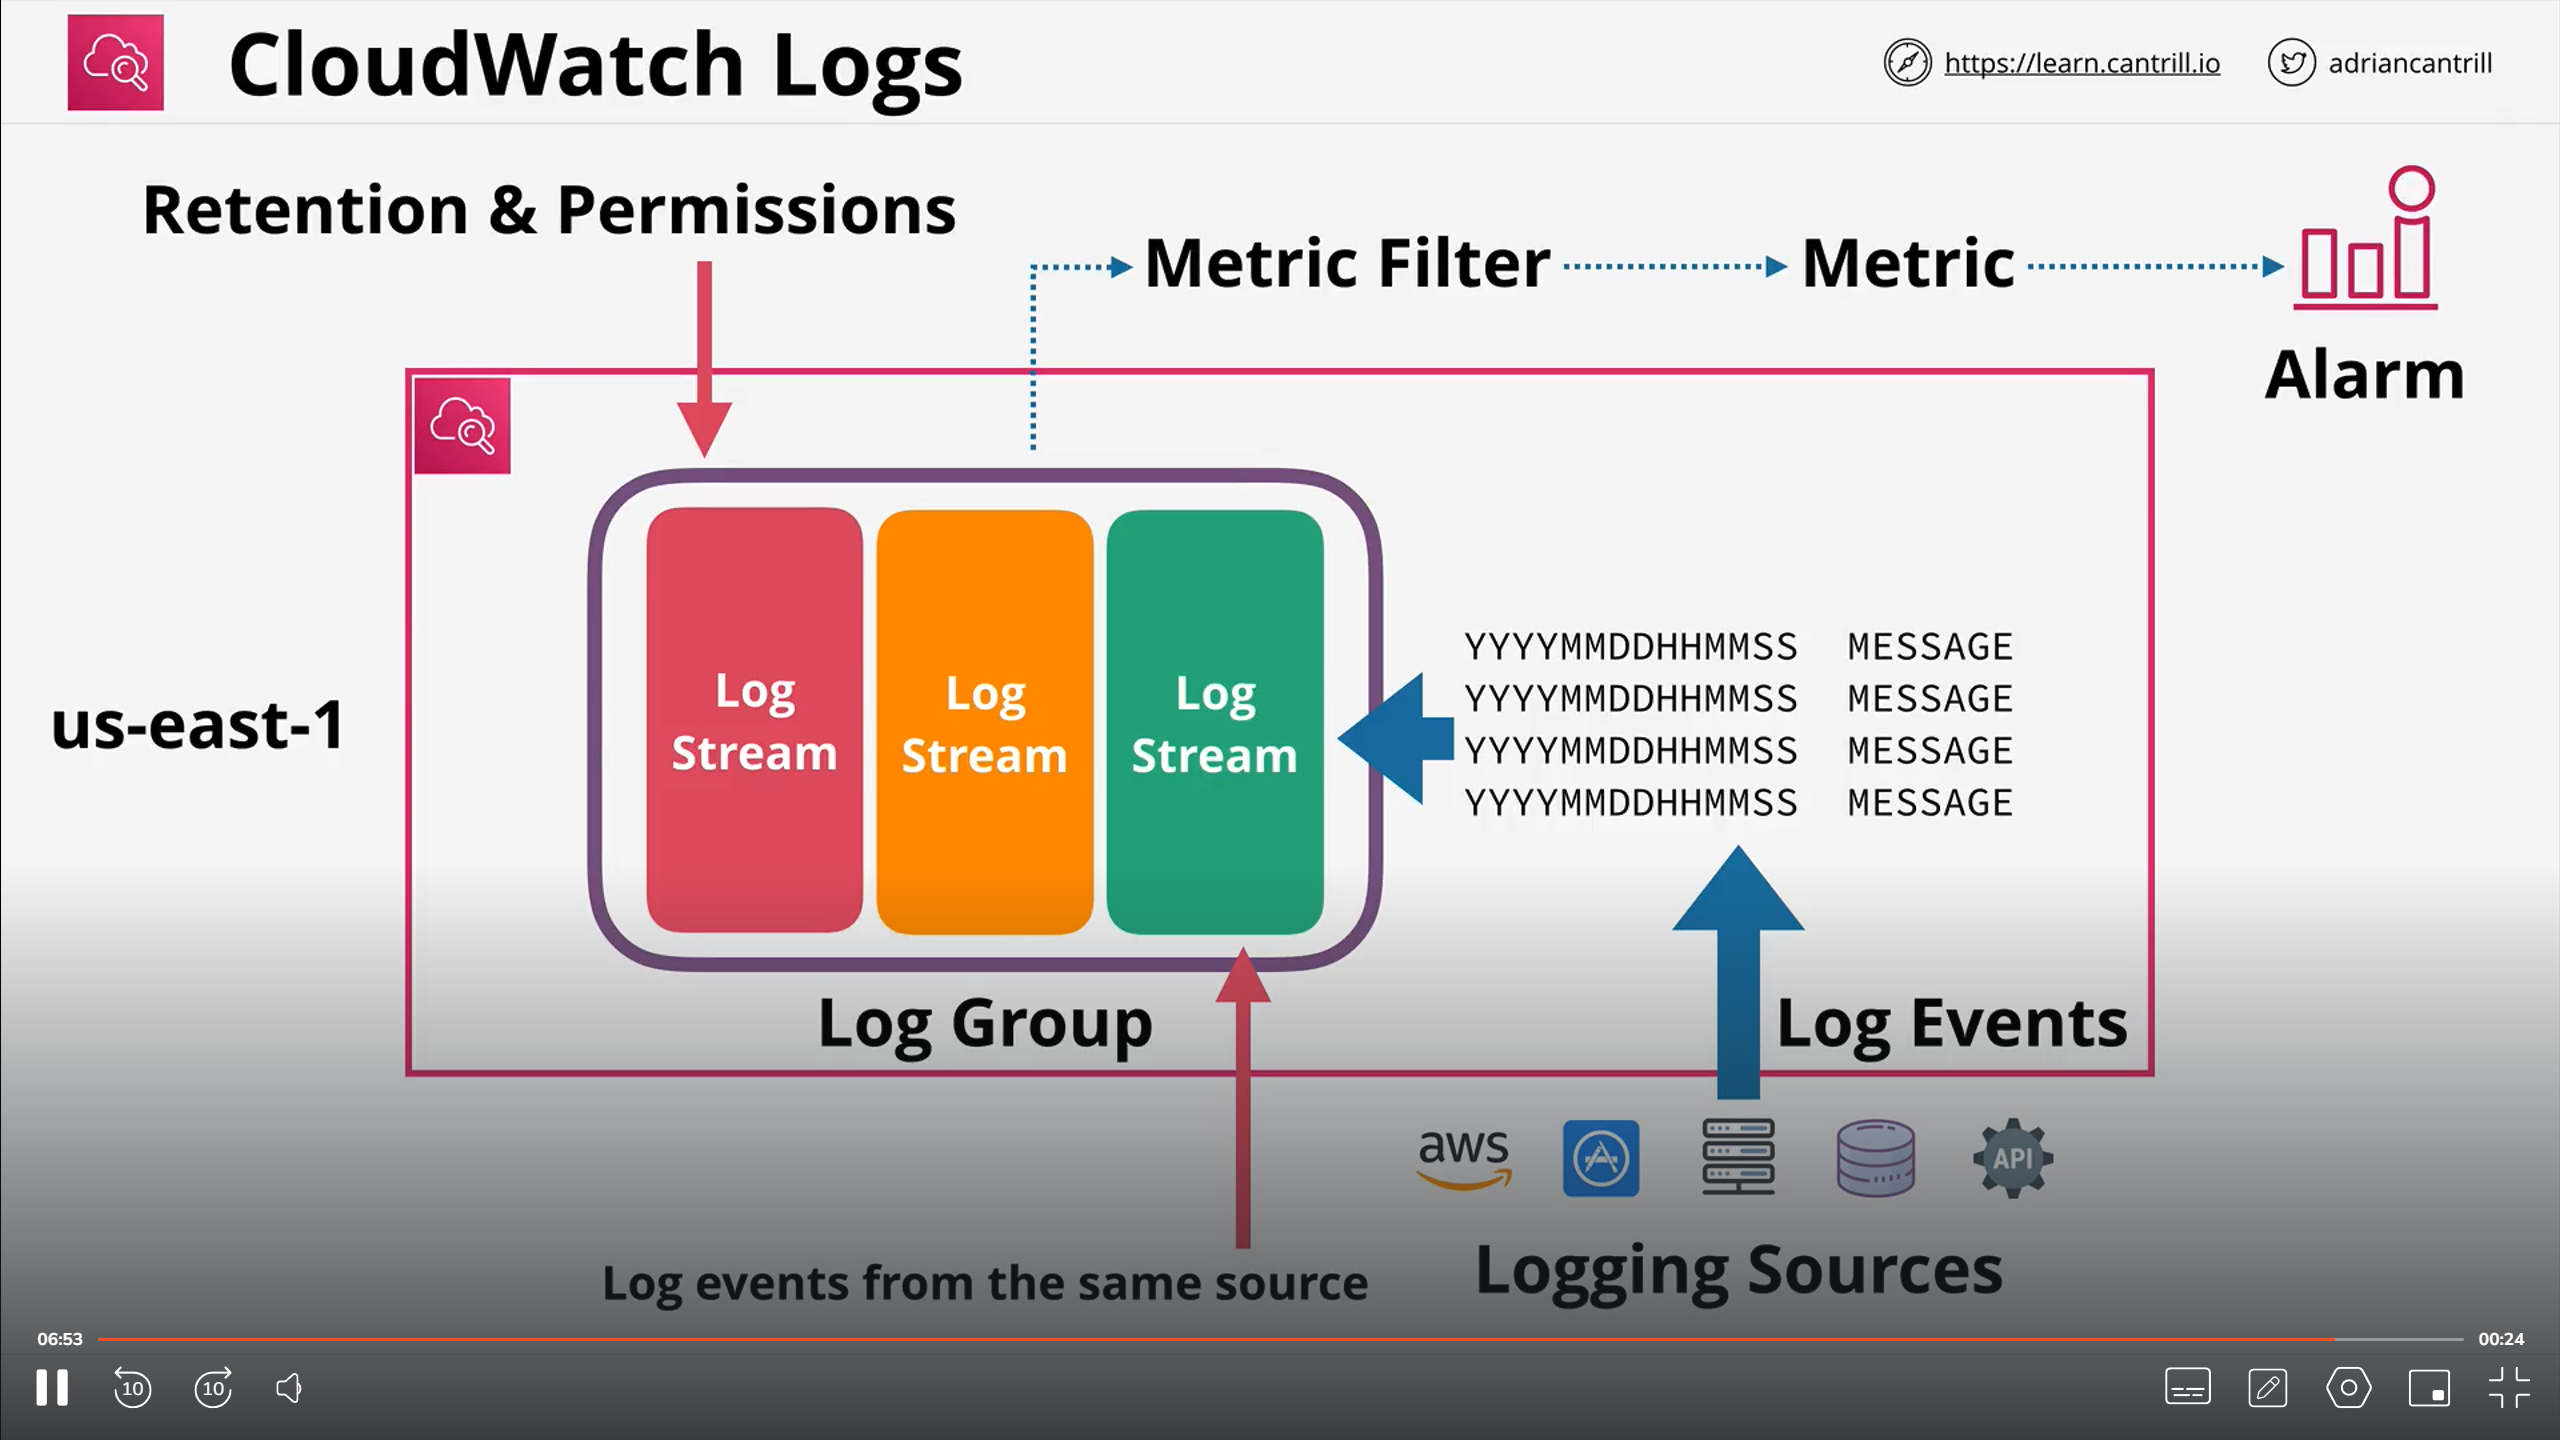 CloudWatch Logs
https://learn.cantrill.io
adriancantrill
Retention & Permissions
Metric Filter
Metric
Alarm
us-east-1
Log
Stream
Log
Stream
Log
Stream
YYYYMMDDHHMMSS MESSAGE
YYYYMMDDHHMMSS MESSAGE
YYYYMMDDHHMMSS MESSAGE
YYYYMMDDHHMMSS MESSAGE
Log Group
Log Events
aws
API
Log events from the same source
Logging Sources
06:53
00:24
10
10